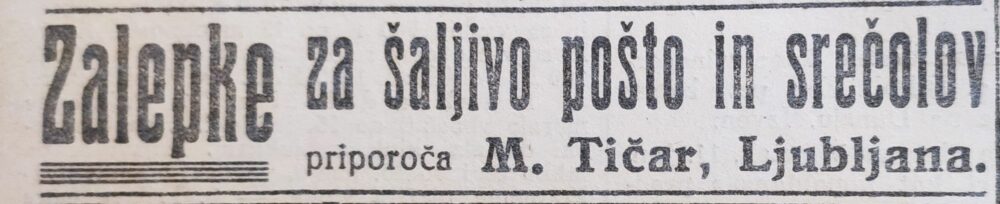 Zalepke za šaljivo pošto in srečolov
priporoča M. Tičar, Ljubljana.